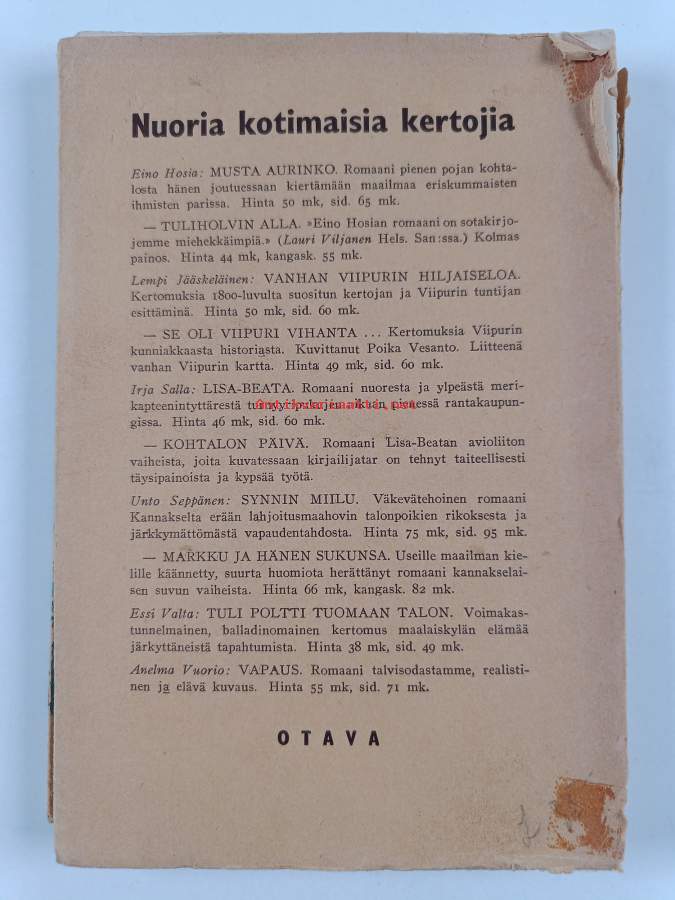 Nuoria kotimaisia kertojia
Eino Hosia: MUSTA AURINKO. Romaani pienen pojan kohta-
losta hänen joutuessaan kiertämään maailmaa eriskummaisten
ihmisten parissa. Hinta 50 mk, sid. 65 mk.
— TULIHOLVIN ALLA. »Eino Hosian romaani on sotakirjo-
jemme miehekkäimpiä.» (Lauri Viljanen Hels. San:ssa.) Kolmas
painos. Hinta 44 mk, kangask. 55 mk.
Lempi Jääskeläinen: VANHAN VIIPURIN HILJAISELOA.
Kertomuksia 1800-luvulta suositun kertojan ja Viipurin tuntijan
esittäminä. Hinta 50 mk, sid. 60 mk.
— SE OLI VIIPURI VIHANTA ... Kertomuksia Viipurin
kunniakkaasta historiasta. Kuvittanut Poika Vesanto. Liitteenä
vanhan Viipurin kartta. Hinta 49 mk, sid. 60 mk.
Irja Salla: LISA-BEATA. Romaani nuoresta ja ylpeästä meri-
kapteenintyttärestä pienessä rantakaupun-
gissa. Hinta 46 mk, sid. 60 mk.
— KOHTALON PÄIVÄ. Romaani Lisa-Beatan avioliiton
vaiheista, joita kuvatessaan kirjailijatar on tehnyt taiteellisesti
täysipainoista ja kypsää työtä.
Unto Seppänen: SYNNIN MIILU. Väkevätehoinen romaani
Kannakselta erään lahjoitusmaahovin talonpoikien rikoksesta ja
järkkymättömästä vapaudentahdosta. Hinta 75 mk, sid. 95 mk.
— MARKKU JA HÄNEN SUKUNSA. Useille maailman kie-
lille käännetty, suurta huomiota herättänyt romaani kannakselai-
sen suvun vaiheista. Hinta 66 mk, kangask. 82 mk.
Essi Valta: TULI POLTTI TUOMAAN TALON. Voimakas-
tunnelmainen, balladinomainen kertomus maalaiskylän elämää
järkyttäneistä tapahtumista. Hinta 38 mk, sid. 49 mk.
Anelma Vuorio: VAPAUS. Romaani talvisodastamme, realisti-
nen ja elävä kuvaus. Hinta 55 mk, sid. 71 mk.
OTAVA